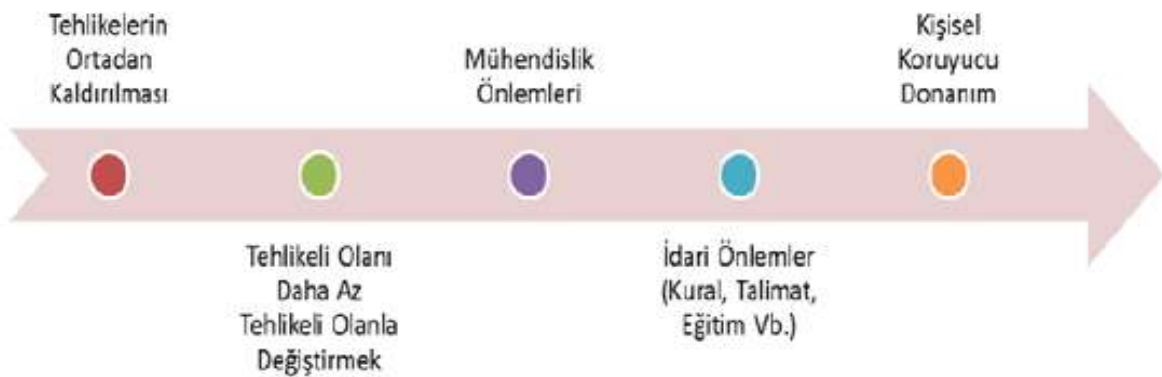 Tehlikelerin
Ortadan
Kaldırılması
Tehlikeli Olanı
Daha Az
Tehlikeli Olanla
Değiştirmek
Mühendislik
Önlemleri
İdari Önlemler
(Kural, Talimat,
Eğitim Vb.)
Kişisel
Koruyucu
Donanım